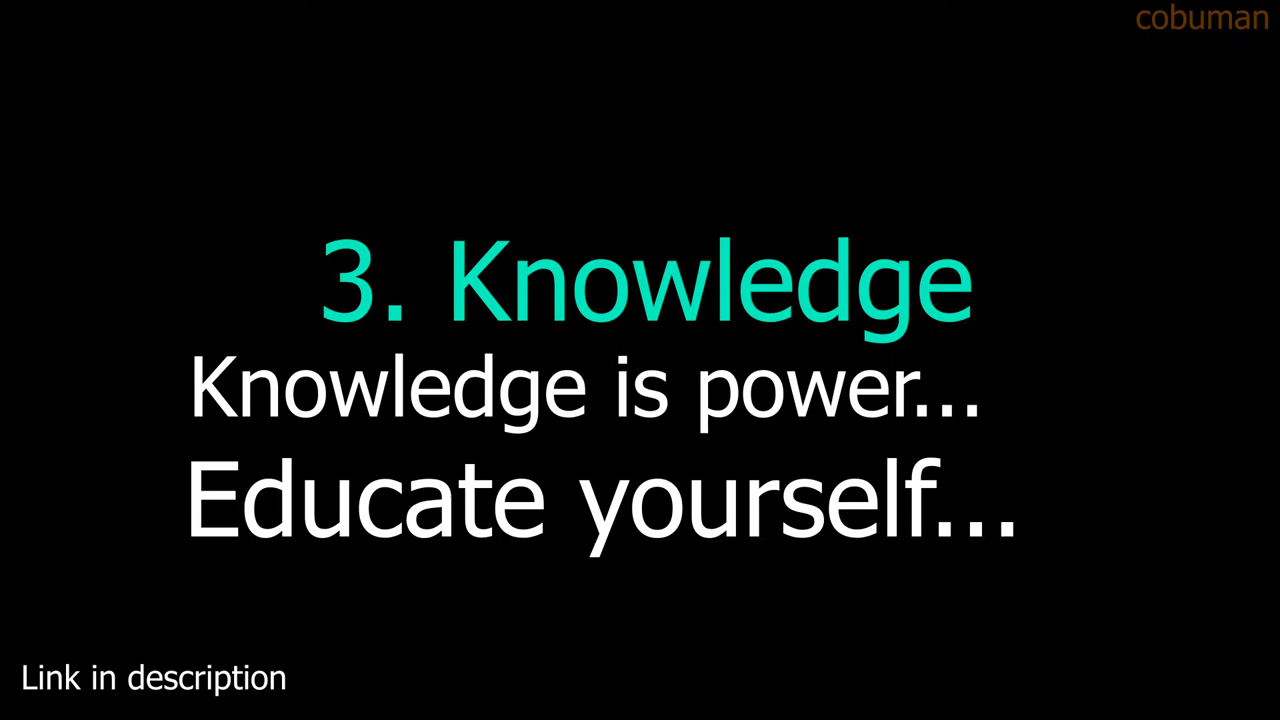 cobuman
3. Knowledge
Knowledge is power...
Educate yourself...
Link in description